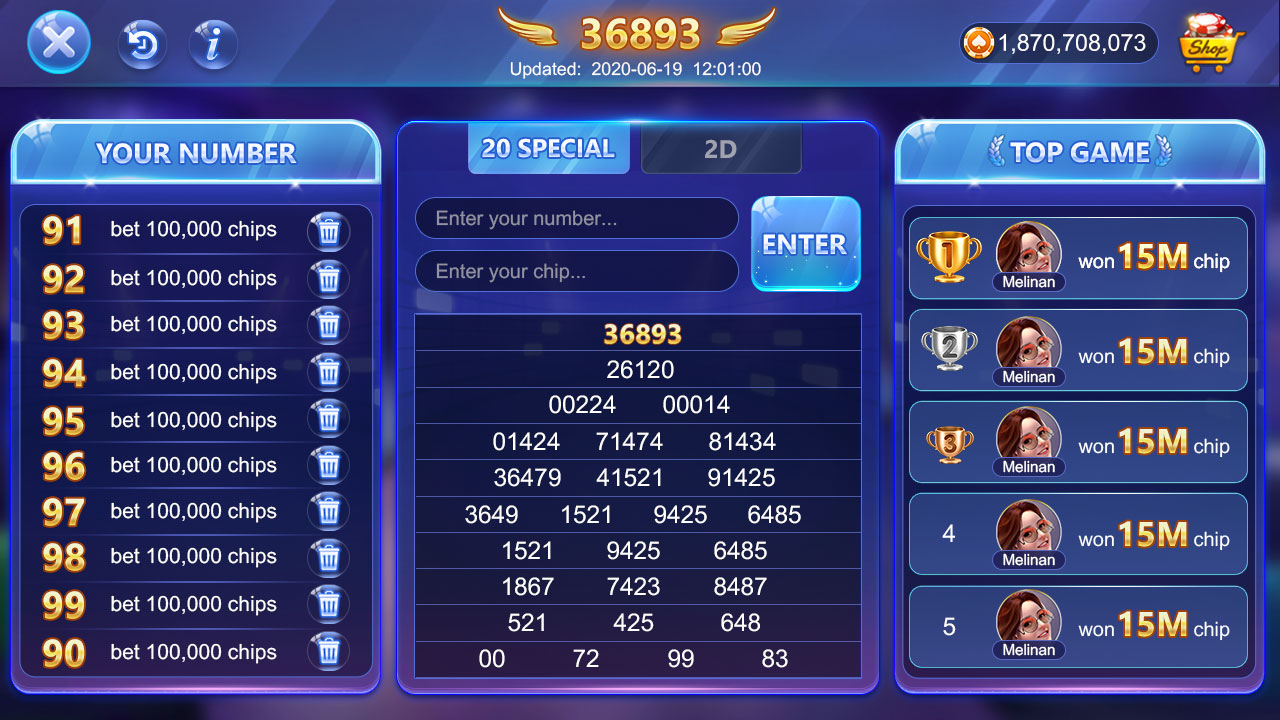 36893
Updated: 2020-06-19 12:01:00
1,870,708,073
Shop
YOUR NUMBER
91 bet 100,000 chips
92 bet 100,000 chips
93 bet 100,000 chips
94 bet 100,000 chips
95 bet 100,000 chips
96 bet 100,000 chips
97 bet 100,000 chips
98 bet 100,000 chips
99 bet 100,000 chips
90 bet 100,000 chips
20 SPECIAL 2D
Enter your number...
Enter your chip...
ENTER
36893
26120
00224 00014
01424 71474 81434
36479 41521 91425
3649 1521 9425 6485
1521 9425 6485
1867 7423 8487
521 425 648
00 72 99 83
TOP GAME
1 won 15M chip
Melinan
2 won 15M chip
Melinan
3 won 15M chip
Melinan
4 won 15M chip
Melinan
5 won 15M chip
Melinan